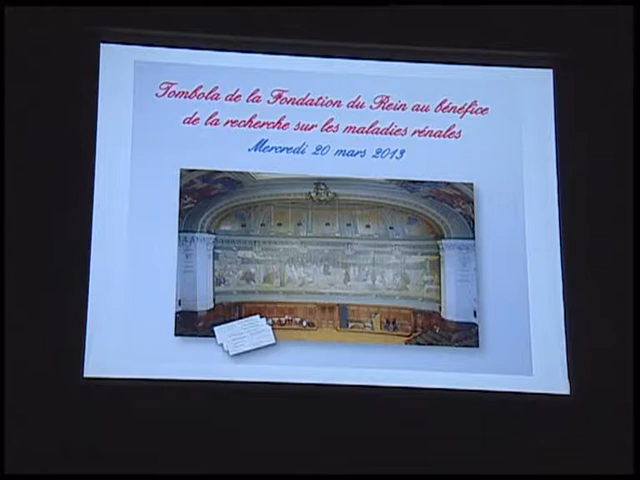 Tombola de la Fondation du Rein au bénéfice
de la recherche sur les maladies rénales
Mercredi 20 mars 2013